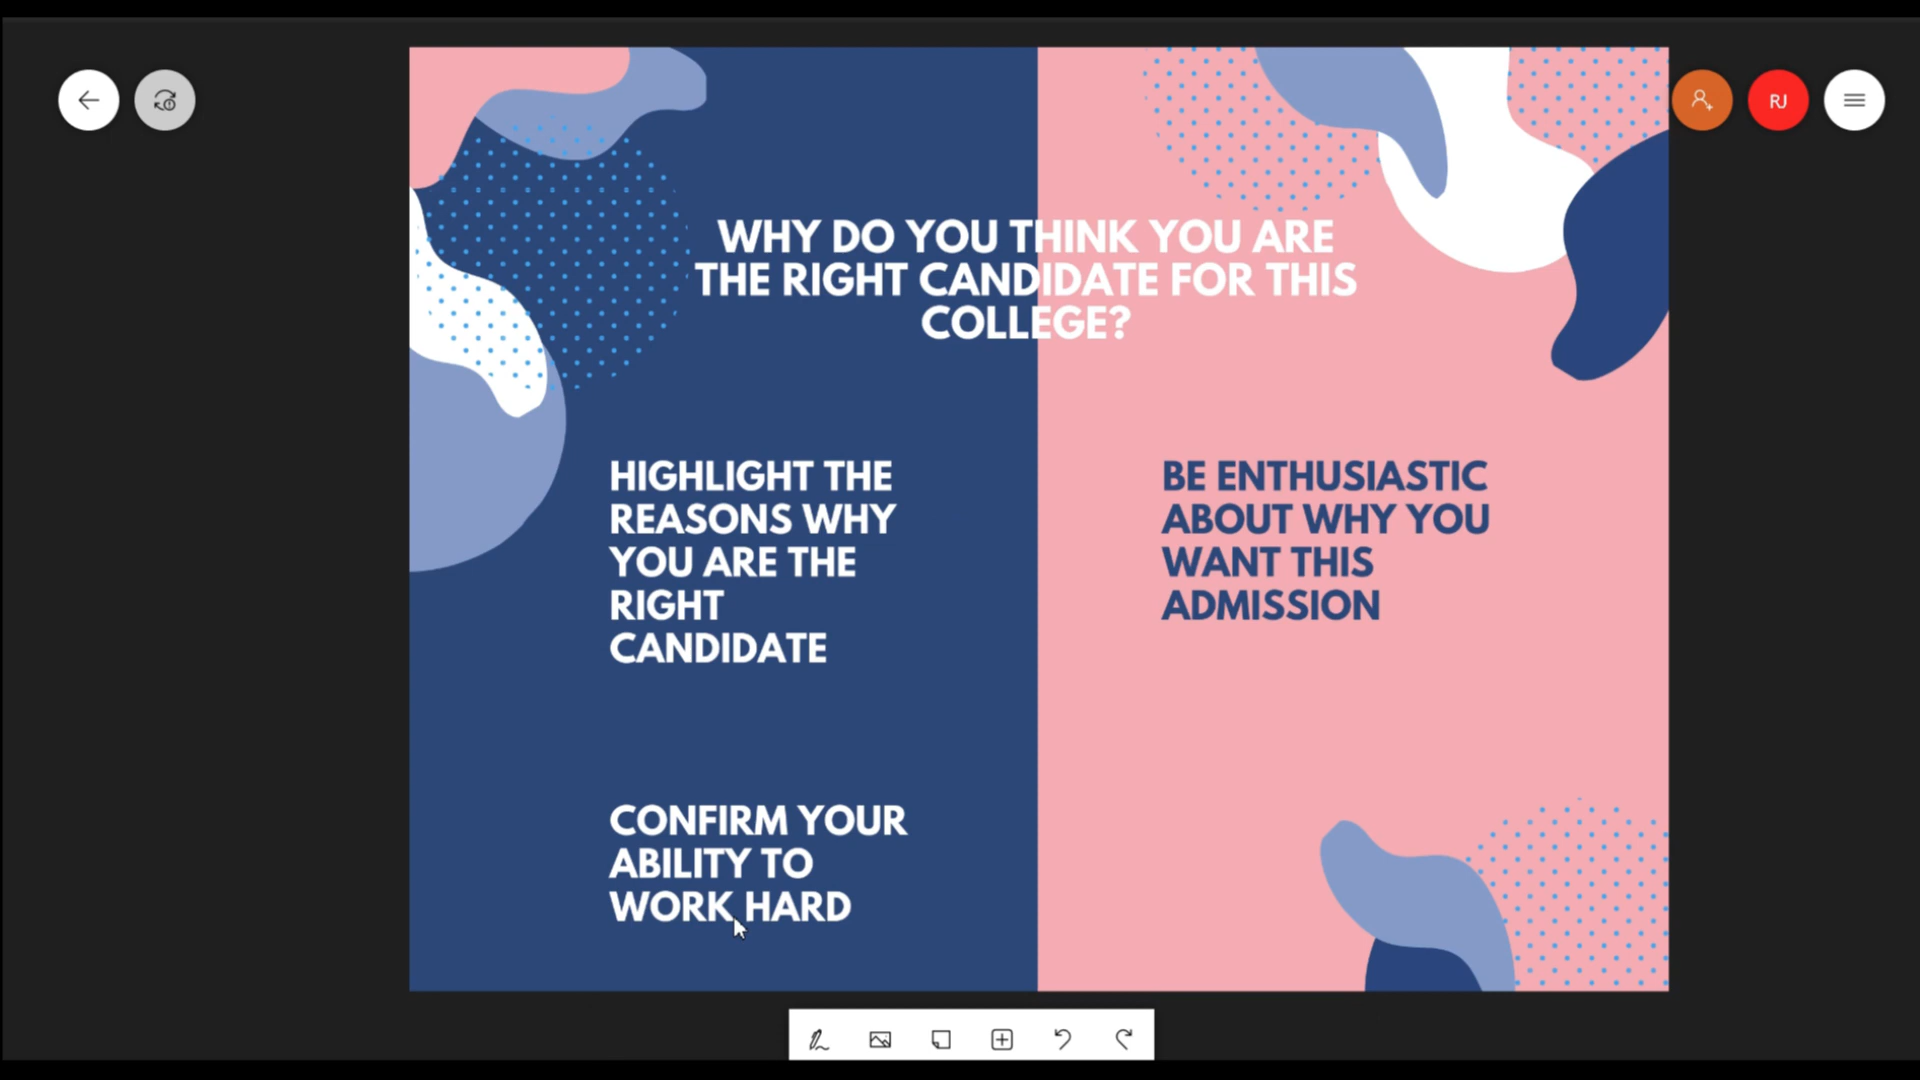 RJ
WHY DO YOU THINK YOU ARE
THE RIGHT CANDIDATE FOR THIS
COLLEGE?
HIGHLIGHT THE
REASONS WHY
YOU ARE THE
RIGHT
CANDIDATE
BE ENTHUSIASTIC
ABOUT WHY YOU
WANT THIS
ADMISSION
CONFIRM YOUR
ABILITY TO
WORK HARD